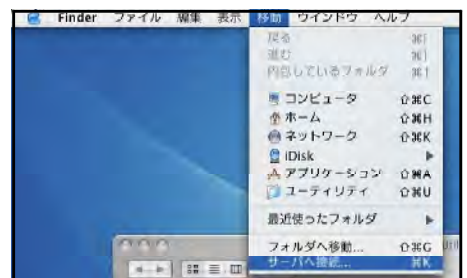 Finder ファイル 編集 表示 移動 ウインドウ ヘルプ
戻る ⌘[
進む ⌘]
内包しているフォルダ ⌘↑
コンピュータ ⇧⌘C
ホーム ⇧⌘H
ネットワーク ⇧⌘K
iDisk
アプリケーション ⇧⌘A
ユーティリティ ⇧⌘U
最近使ったフォルダ
フォルダへ移動... ⇧⌘G
サーバへ接続... ⌘K